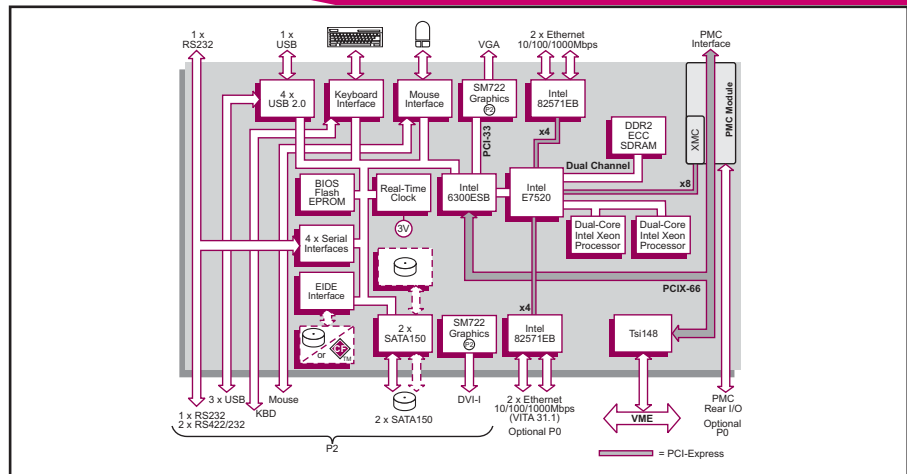 1 x
RS232
1 x
USB
VGA
2 x Ethernet
10/100/1000Mbps
PMC
Interface
4 x
USB 2.0
Keyboard
Interface
Mouse
Interface
SM722
Graphics
P2
Intel
82571EB
PMC Module
XMC
DDR2
ECC
SDRAM
PCI-33
x4
Dual Channel
x8
BIOS
Flash
EPROM
Real-Time
Clock
3V
Intel
6300ESB
Intel
E7520
Dual-Core
Intel Xeon
Processor
Dual-Core
Intel Xeon
Processor
4 x Serial
Interfaces
PCIX-66
EIDE
Interface
or
CF
TM
2 x
SATA150
SM722
Graphics
P2
x4
Intel
82571EB
Tsi148
1 x RS232
2 x RS422/232
3 x USB
KBD
Mouse
2 x SATA150
DVI-I
P2
2 x Ethernet
10/100/1000Mbps
(VITA 31.1)
Optional P0
VME
PMC
Rear I/O
Optional
P0
= PCI-Express